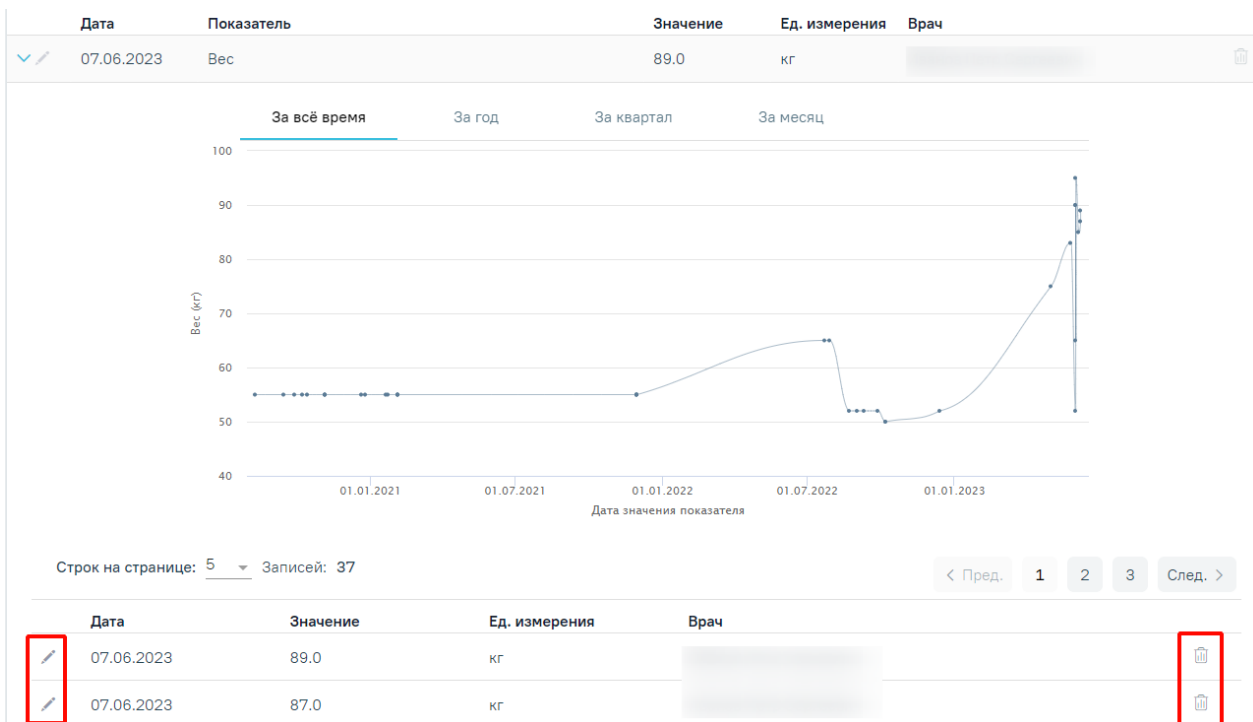 Дата Показатель Значение Ед. измерения Врач
07.06.2023 Вес 89.0 кг
За всё время За год За квартал За месяц
100
90
80
70
60
50
40
Вес (кг)
01.01.2021 01.07.2021 01.01.2022 01.07.2022 01.01.2023
Дата значения показателя
Строк на странице: 5 Записей: 37 < Пред. 1 2 3 След. >
Дата Значение Ед. измерения Врач
07.06.2023 89.0 кг
07.06.2023 87.0 кг